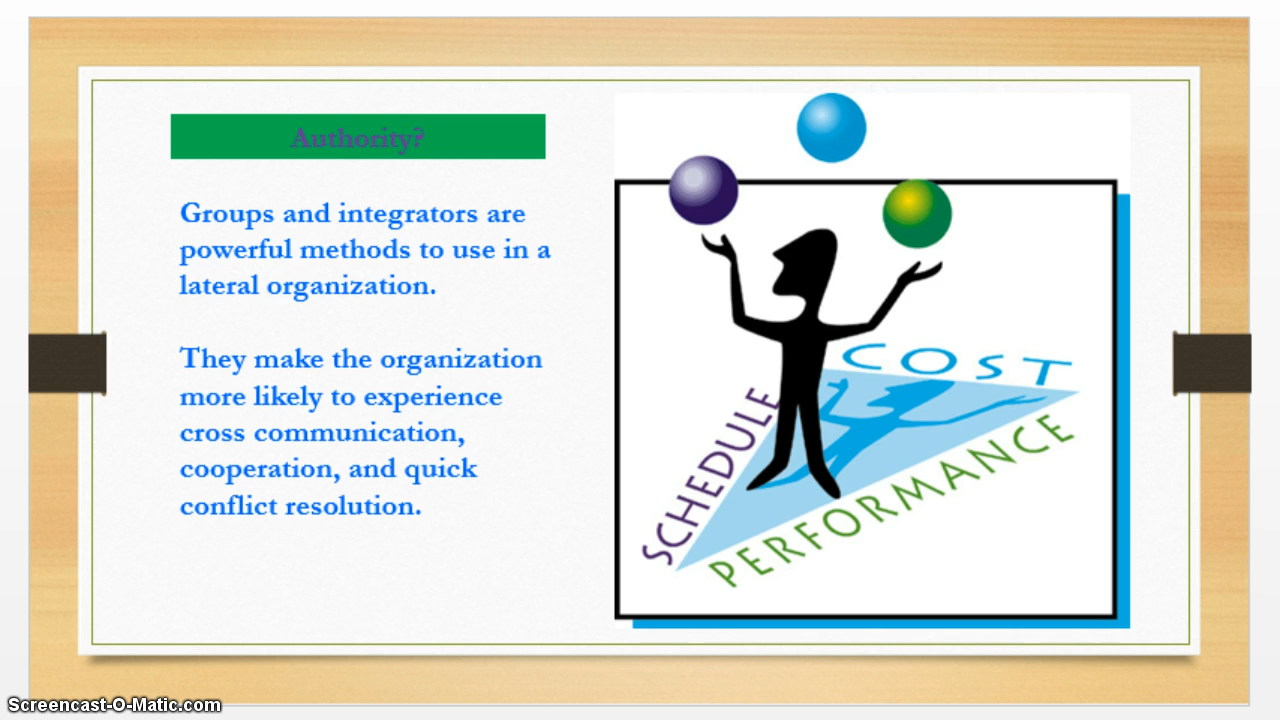 Authority?
Groups and integrators are
powerful methods to use in a
lateral organization.
They make the organization
more likely to experience
cross communication,
cooperation, and quick
conflict resolution.
COST
SCHEDULE
PERFORMANCE
Screencast-O-Matic.com